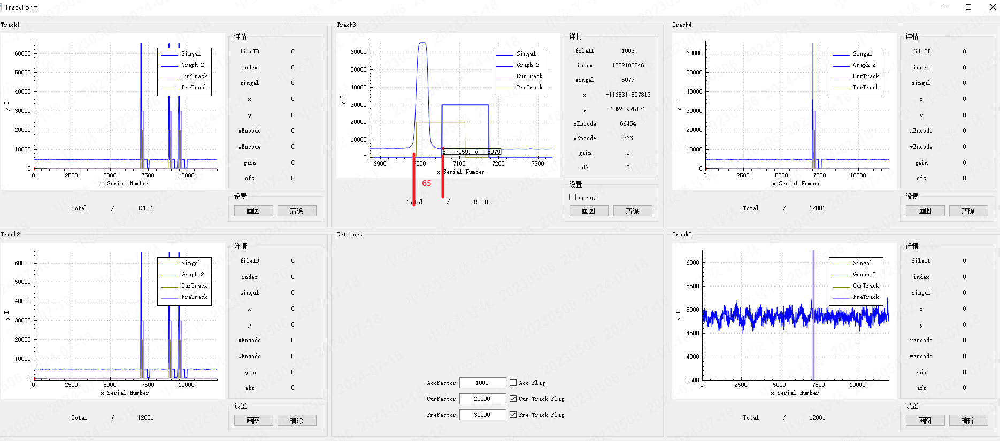 TrackForm
Track1
60000
50000
40000
30000
20000
10000
0
y I
0 2500 5000 7500 10000
x Serial Number
Singal
Graph 2
CurTrack
PreTrack
Total / 12001
详情
fileID 0
index 0
singal 0
x 0
y 0
xEncode 0
wEncode 0
gain 0
afs 0
设置
画图 清除
Track3
60000
50000
40000
30000
20000
10000
0
y I
6900 7000 7100 7200 7300
x Serial Number
Singal
Graph 2
CurTrack
PreTrack
x = 7059, y = 5079
65
Total / 12001
详情
fileID 1003
index 1052182546
singal 5079
x -116831.507813
y 1024.925171
xEncode 66454
wEncode 366
gain 0
afs 0
设置
opengl
画图 清除
Track4
60000
50000
40000
30000
20000
10000
0
y I
0 2500 5000 7500 10000
x Serial Number
Singal
Graph 2
CurTrack
PreTrack
Total / 12001
详情
fileID 0
index 0
singal 0
x 0
y 0
xEncode 0
wEncode 0
gain 0
afs 0
设置
画图 清除
Track2
60000
50000
40000
30000
20000
10000
0
y I
0 2500 5000 7500 10000
x Serial Number
Singal
Graph 2
CurTrack
PreTrack
Total / 12001
详情
fileID 0
index 0
singal 0
x 0
y 0
xEncode 0
wEncode 0
gain 0
afs 0
设置
画图 清除
Settings
AccFactor 1000 Acc Flag
CurFactor 20000 Cur Track Flag
PreFactor 30000 Pre Track Flag
Track5
6000
5500
5000
4500
4000
3500
y I
0 2500 5000 7500 10000
x Serial Number
Singal
Graph 2
CurTrack
PreTrack
Total / 12001
详情
fileID 0
index 0
singal 0
x 0
y 0
xEncode 0
wEncode 0
gain 0
afs 0
设置
画图 清除
中安半导体 20230506 2024-07-18